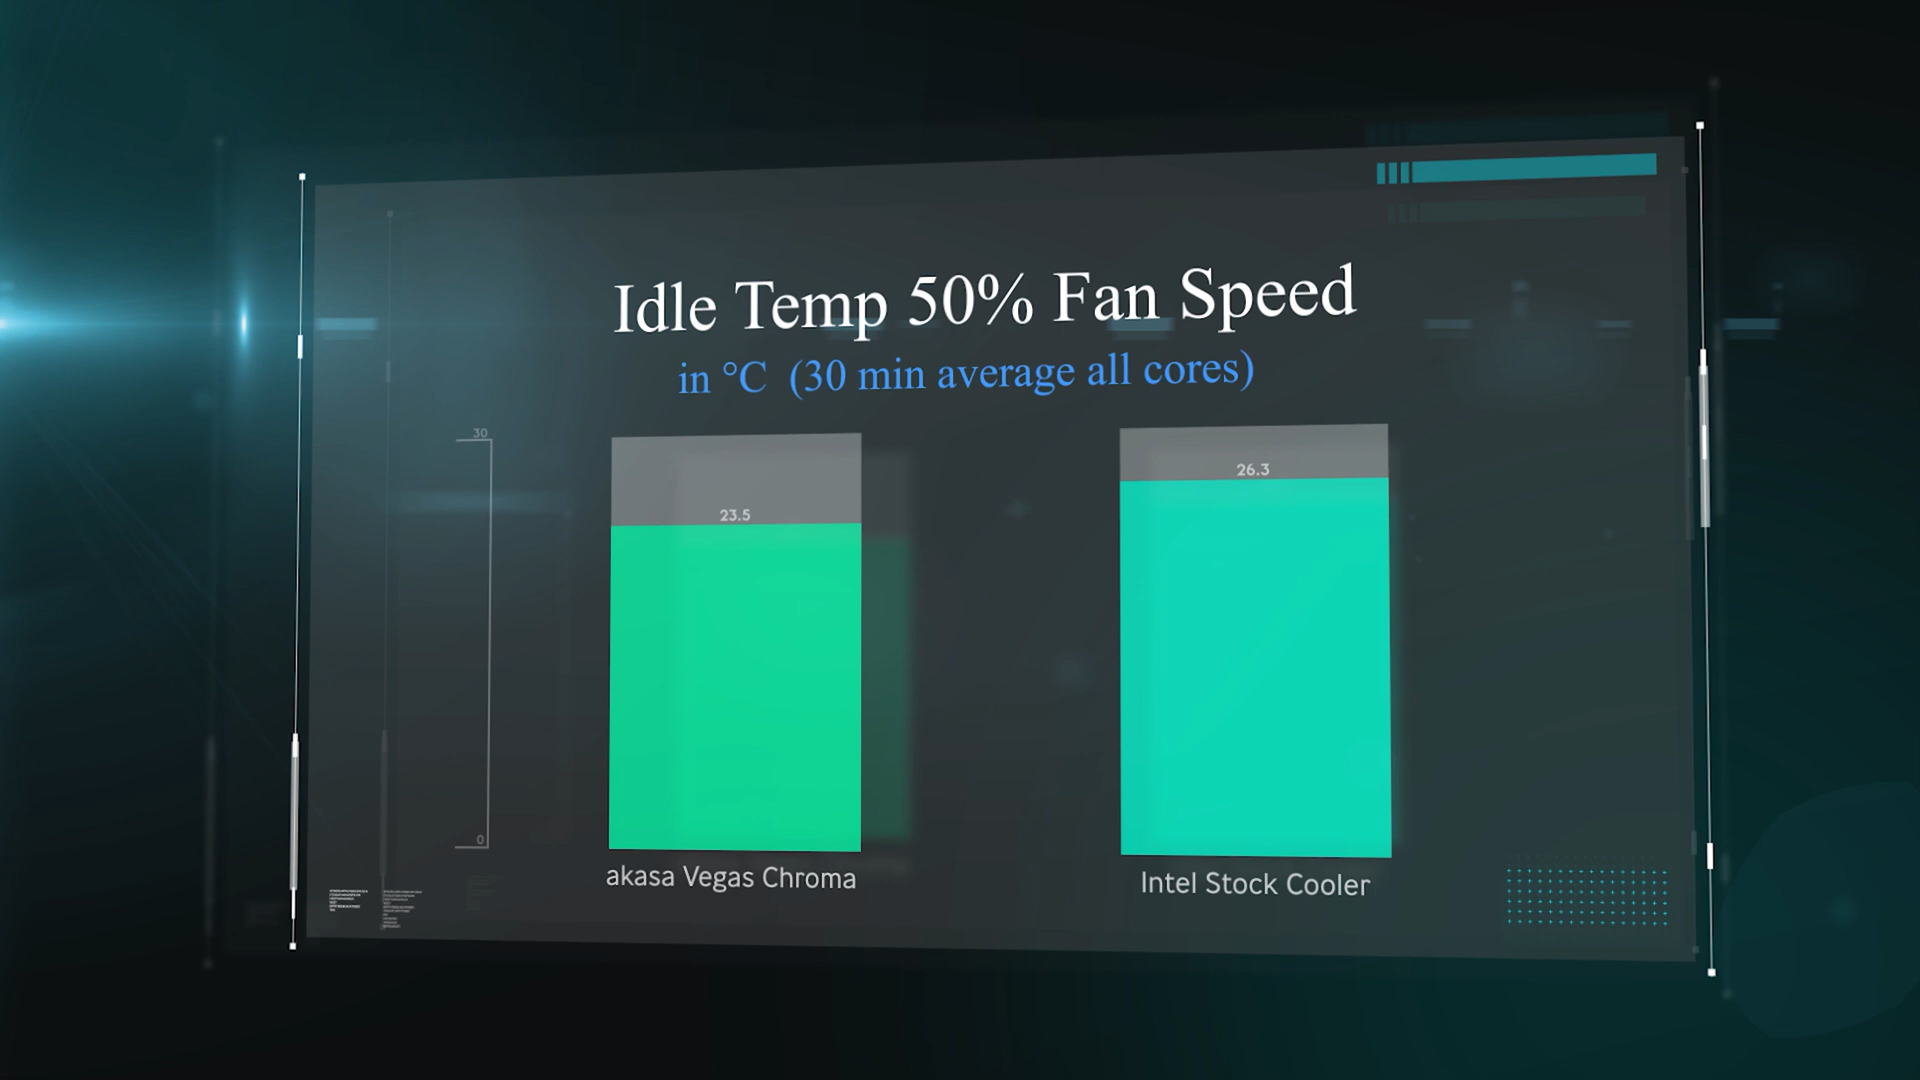 Idle Temp 50% Fan Speed
in °C (30 min average all cores)
30
23.5
26.3
0
akasa Vegas Chroma
Intel Stock Cooler